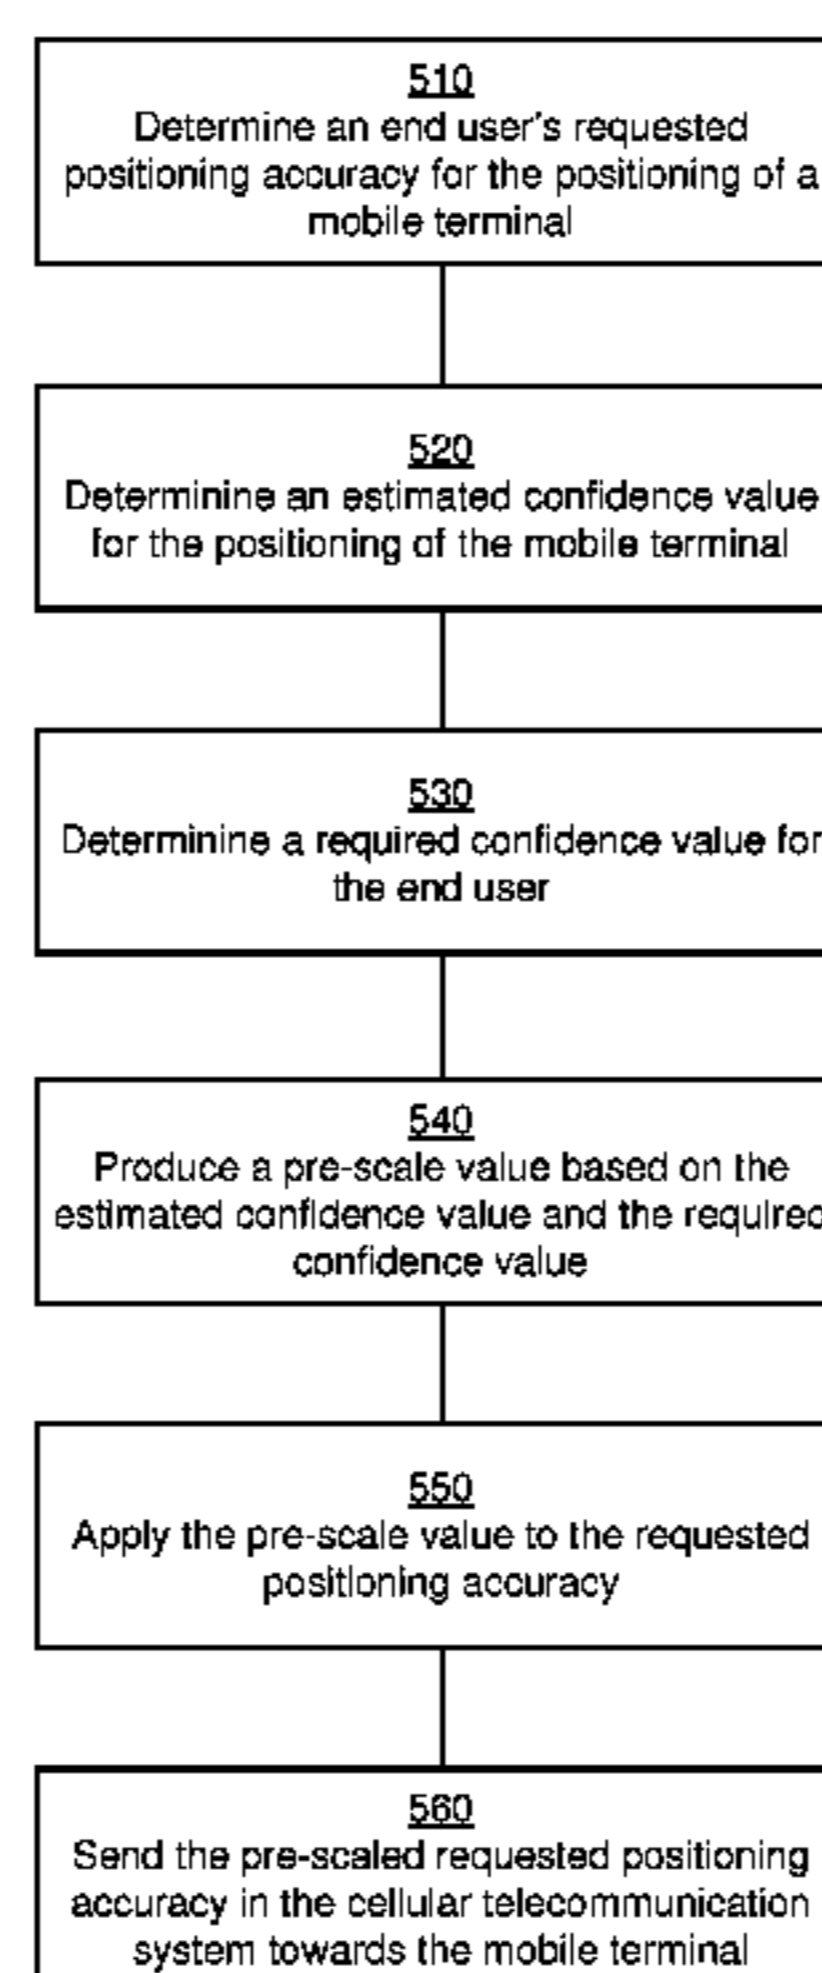 510
Determine an end user's requested
positioning accuracy for the positioning of a
mobile terminal
520
Determinine an estimated confidence value
for the positioning of the mobile terminal
530
Determinine a required confidence value for
the end user
540
Produce a pre-scale value based on the
estimated confidence value and the required
confidence value
550
Apply the pre-scale value to the requested
positioning accuracy
560
Send the pre-scaled requested positioning
accuracy in the cellular telecommunication
system towards the mobile terminal